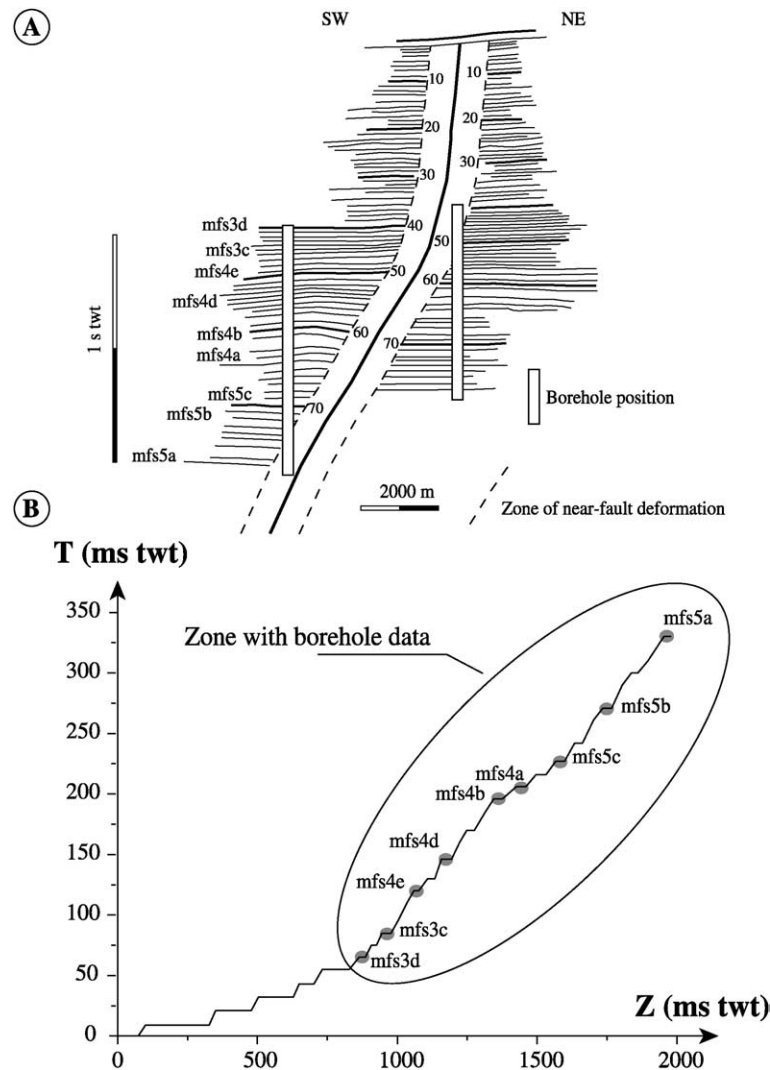 A
SW
NE
10
10
20
20
30
30
mfs3d
40
mfs3c
50
mfs4e
50
60
mfs4d
mfs4b
60
mfs4a
70
mfs5c
70
mfs5b
mfs5a
1 s twt
Borehole position
2000 m
Zone of near-fault deformation
B
T (ms twt)
350
300
250
200
150
100
50
0
Zone with borehole data
mfs5a
mfs5b
mfs5c
mfs4a
mfs4b
mfs4d
mfs4e
mfs3c
mfs3d
Z (ms twt)
0
500
1000
1500
2000